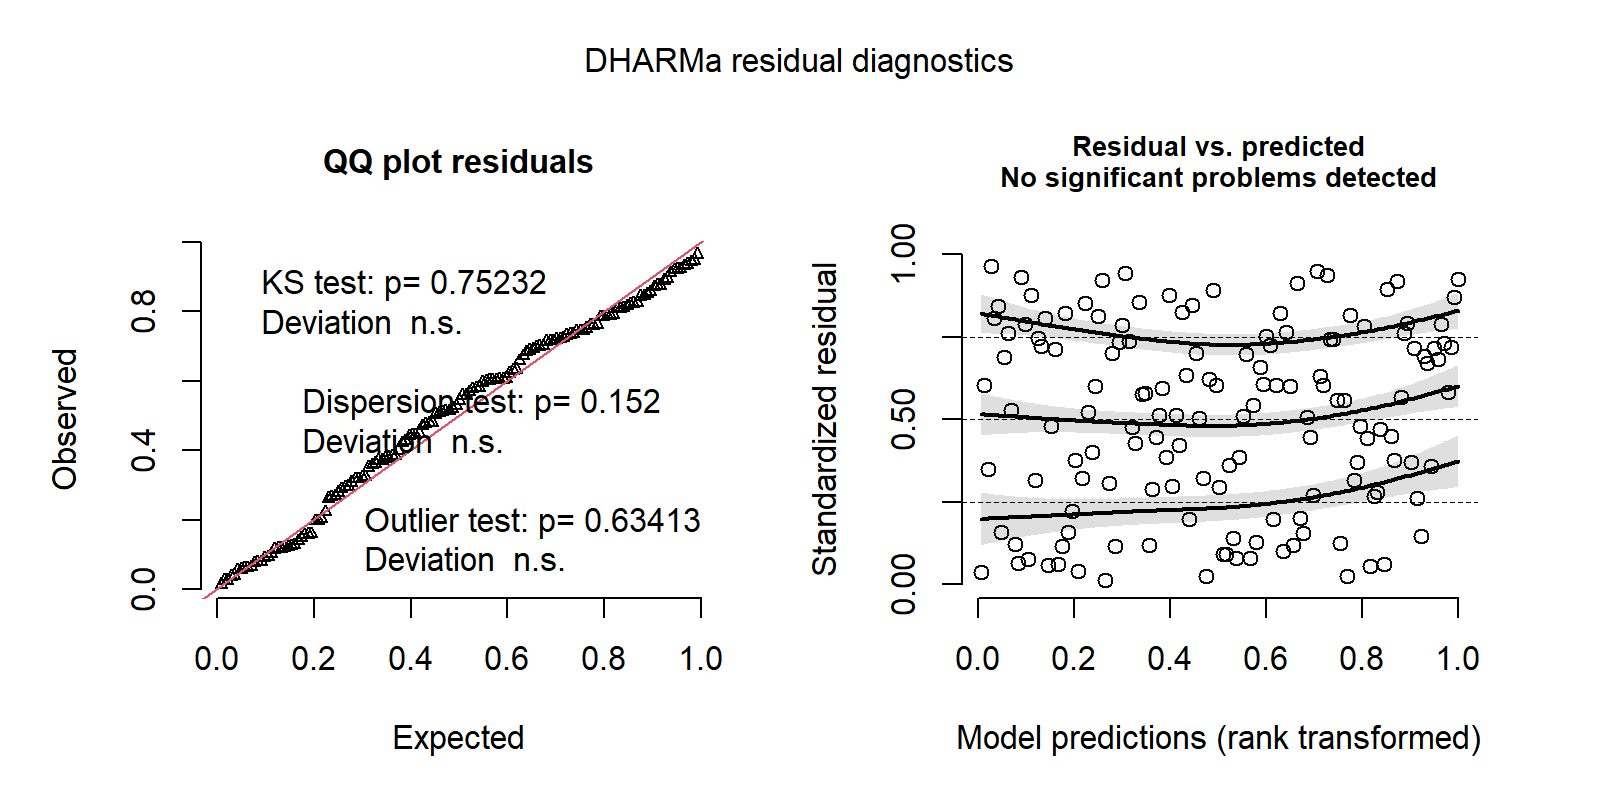 DHARMa residual diagnostics
QQ plot residuals
KS test: p= 0.75232
Deviation n.s.
Dispersion test: p= 0.152
Deviation n.s.
Outlier test: p= 0.63413
Deviation n.s.
Observed
0.0 0.4 0.8
0.0 0.2 0.4 0.6 0.8 1.0
Expected
Residual vs. predicted
No significant problems detected
Standardized residual
0.00 0.50 1.00
0.0 0.2 0.4 0.6 0.8 1.0
Model predictions (rank transformed)